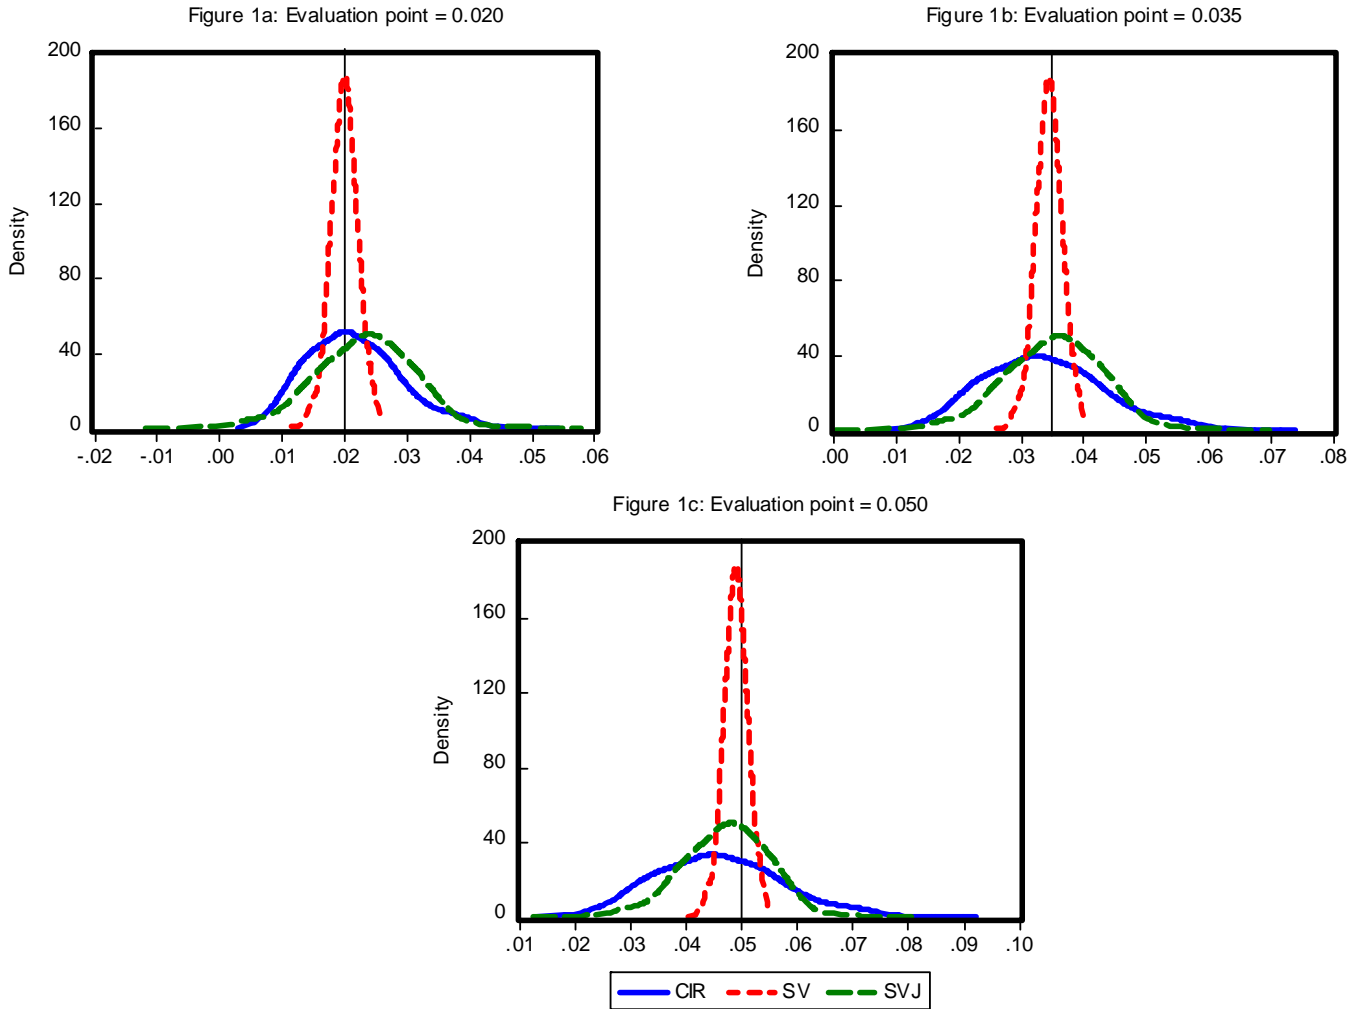 Figure 1a: Evaluation point = 0.020
200
160
120
80
40
0
Density
-.02 -.01 .00 .01 .02 .03 .04 .05 .06
Figure 1b: Evaluation point = 0.035
200
160
120
80
40
0
Density
.00 .01 .02 .03 .04 .05 .06 .07 .08
Figure 1c: Evaluation point = 0.050
200
160
120
80
40
0
Density
.01 .02 .03 .04 .05 .06 .07 .08 .09 .10
CIR SV SVJ